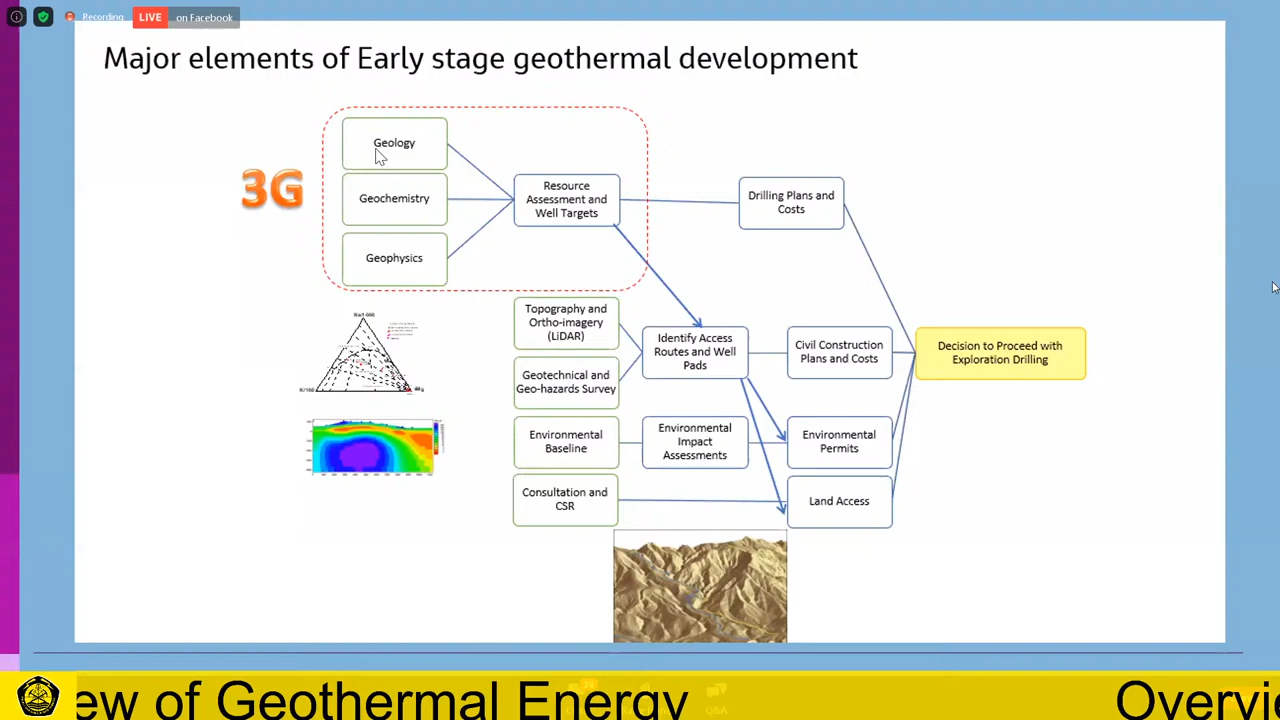 Recording
LIVE
on Facebook
Major elements of Early stage geothermal development
3G
Geology
Geochemistry
Geophysics
Resource
Assessment and
Well Targets
Drilling Plans and
Costs
Topography and
Ortho-imagery
(LiDAR)
Geotechnical and
Geo-hazards Survey
Environmental
Baseline
Consultation and
CSR
Identify Access
Routes and Well
Pads
Environmental
Impact
Assessments
Civil Construction
Plans and Costs
Environmental
Permits
Land Access
Decision to Proceed with
Exploration Drilling
ew of Geothermal Energy
Overvie
Q&A